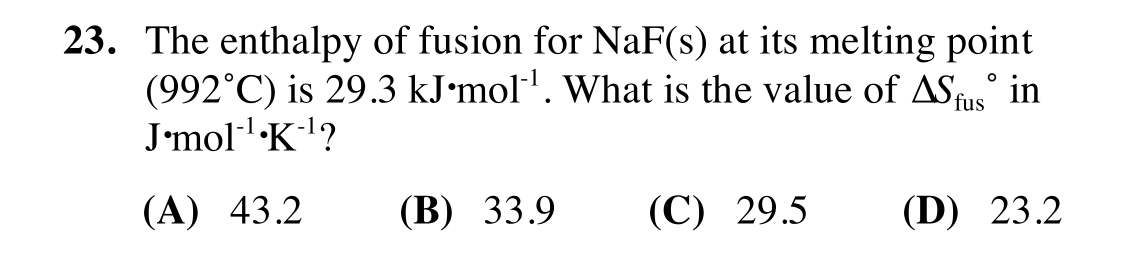 23. The enthalpy of fusion for NaF(s) at its melting point
(992˚C) is 29.3 kJ•mol⁻¹. What is the value of ΔS_fus˚ in
J•mol⁻¹•K⁻¹?
(A) 43.2 (B) 33.9 (C) 29.5 (D) 23.2